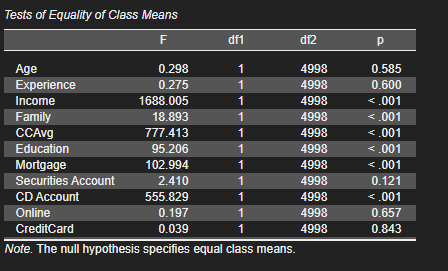 Tests of Equality of Class Means
F df1 df2 p
Age 0.298 1 4998 0.585
Experience 0.275 1 4998 0.600
Income 1688.005 1 4998 < .001
Family 18.893 1 4998 < .001
CCAvg 777.413 1 4998 < .001
Education 95.206 1 4998 < .001
Mortgage 102.994 1 4998 < .001
Securities Account 2.410 1 4998 0.121
CD Account 555.829 1 4998 < .001
Online 0.197 1 4998 0.657
CreditCard 0.039 1 4998 0.843
Note. The null hypothesis specifies equal class means.